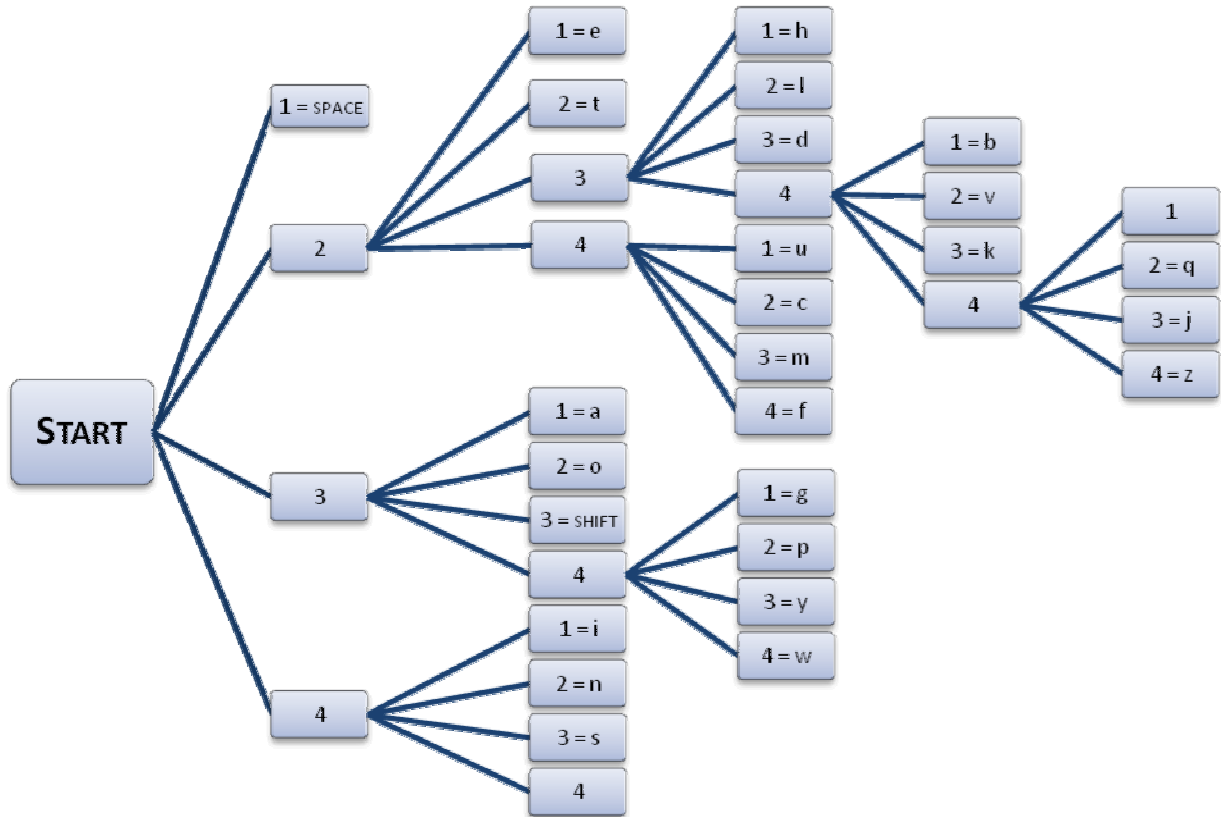 START
1 = SPACE
2
1 = e
2 = t
3
1 = h
2 = l
3 = d
4
1 = b
2 = v
3 = k
4
1
2 = q
3 = j
4 = z
4
1 = u
2 = c
3 = m
4 = f
3
1 = a
2 = o
3 = SHIFT
4
1 = g
2 = p
3 = y
4 = w
4
1 = i
2 = n
3 = s
4